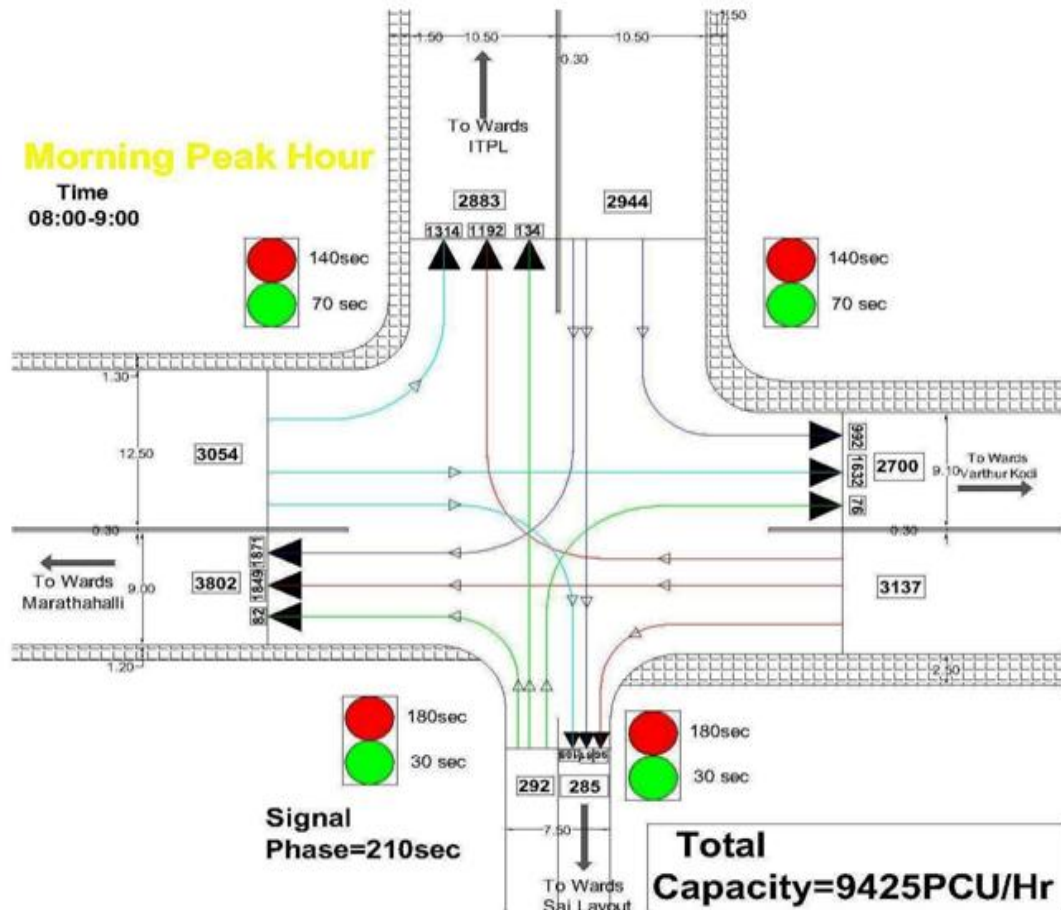 1.50
10.50
10.50
1.50
0.30
To Wards
ITPL
Morning Peak Hour
Time
08:00-9:00
2883
2944
1314
1192
134
140sec
70 sec
140sec
70 sec
1.30
12.50
3054
992
1632
76
2700
9.10
To Wards
Varthur Kodi
0.30
0.30
To Wards
Marathahalli
3802
9.00
1871
1849
82
3137
1.20
2.50
180sec
30 sec
180sec
30 sec
292
285
Signal
Phase=210sec
7.50
To Wards
Sai Layout
Total
Capacity=9425PCU/Hr